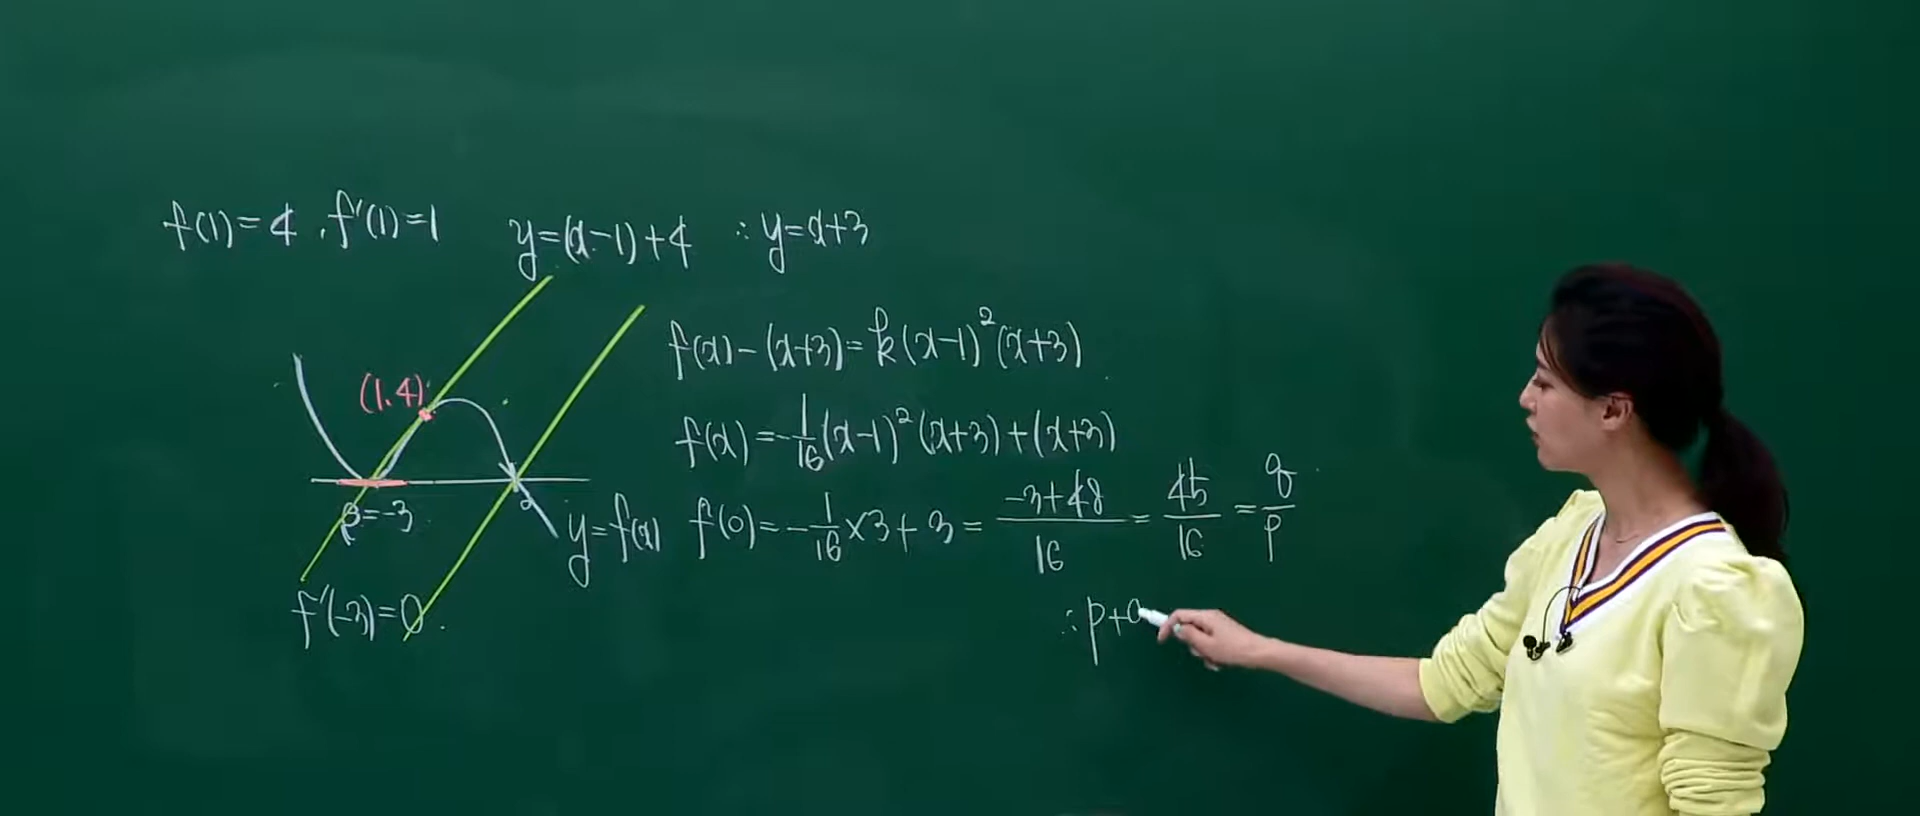 f(1)=4, f'(1)=1 y=(x-1)+4 ∴ y=x+3
f(x)-(x+3)=k(x-1)²(x+3)
(1.4)
f(x)=-1/16(x-1)²(x+3)+(x+3)
β=-3 y=f(x) f(0)=-1/16×3+3=(-3+48)/16=45/16=q/p
f'(-3)=0.
∴ p+